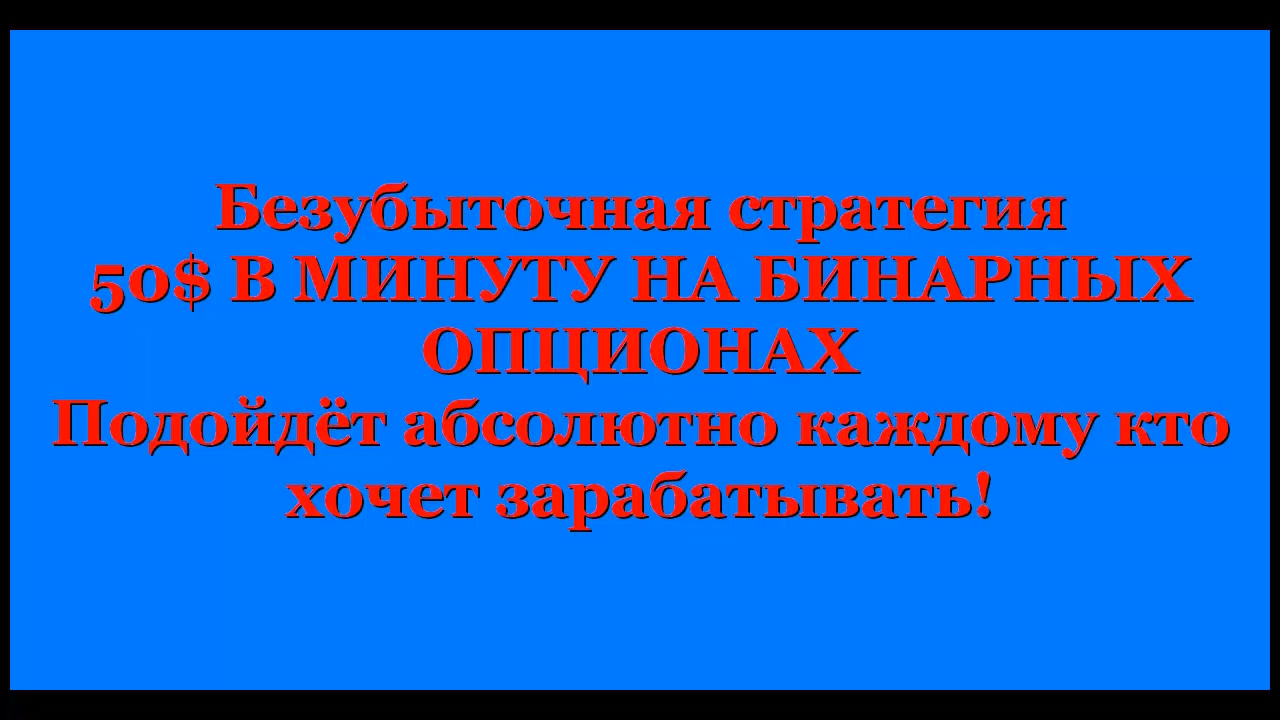 Безубыточная стратегия
50$ В МИНУТУ НА БИНАРНЫХ
ОПЦИОНАХ
Подойдёт абсолютно каждому кто
хочет зарабатывать!